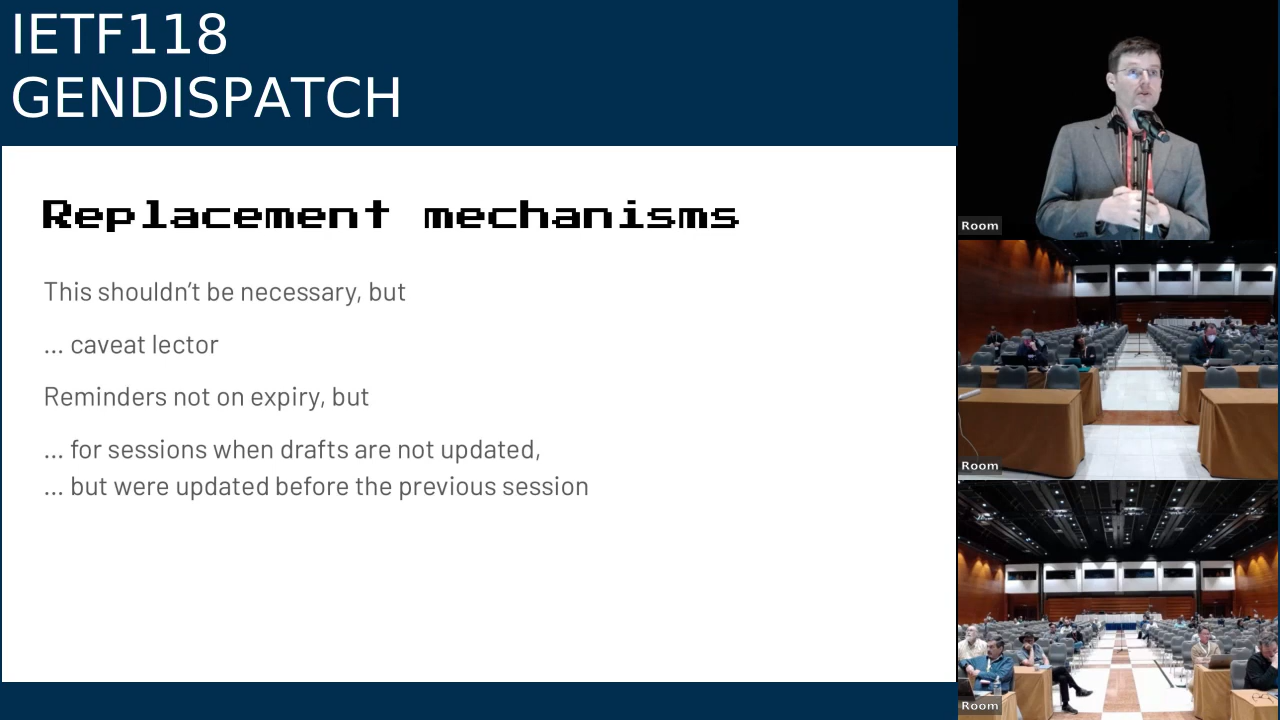 IETF118
GENDISPATCH
Replacement mechanisms
This shouldn’t be necessary, but
... caveat lector
Reminders not on expiry, but
... for sessions when drafts are not updated,
... but were updated before the previous session
Room
Room
Room